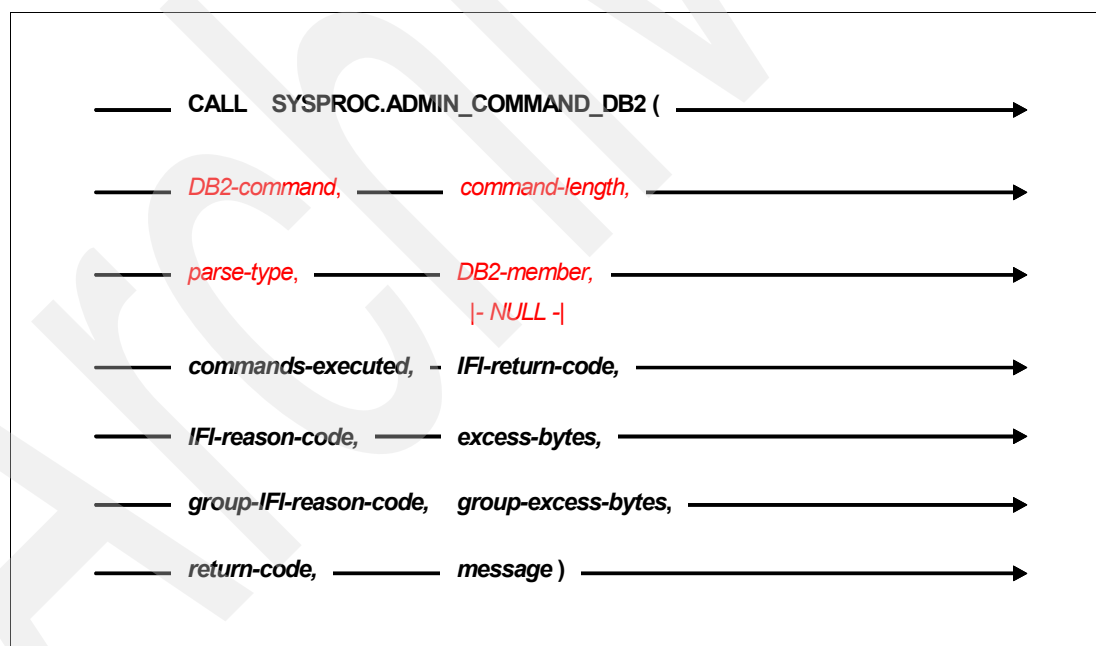 CALL SYSPROC.ADMIN_COMMAND_DB2 (
DB2-command, command-length,
parse-type, DB2-member,
|- NULL -|
commands-executed, IFI-return-code,
IFI-reason-code, excess-bytes,
group-IFI-reason-code, group-excess-bytes,
return-code, message )